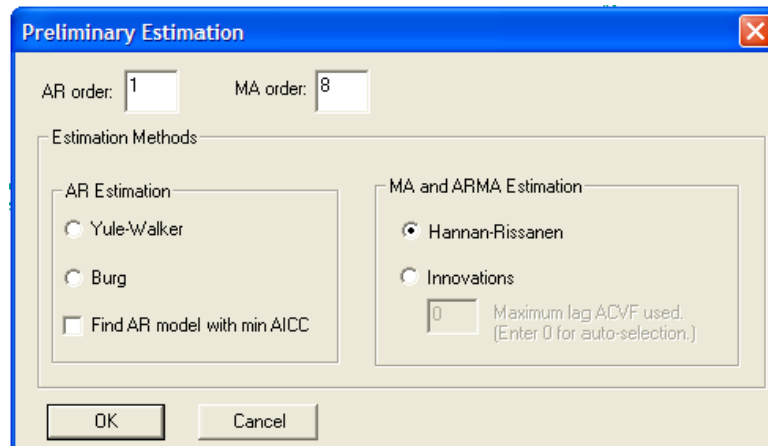 Preliminary Estimation
AR order: 1 MA order: 8
Estimation Methods
AR Estimation
Yule-Walker
Burg
Find AR model with min AICC
MA and ARMA Estimation
Hannan-Rissanen
Innovations
0 Maximum lag ACVF used.
(Enter 0 for auto-selection.)
OK Cancel